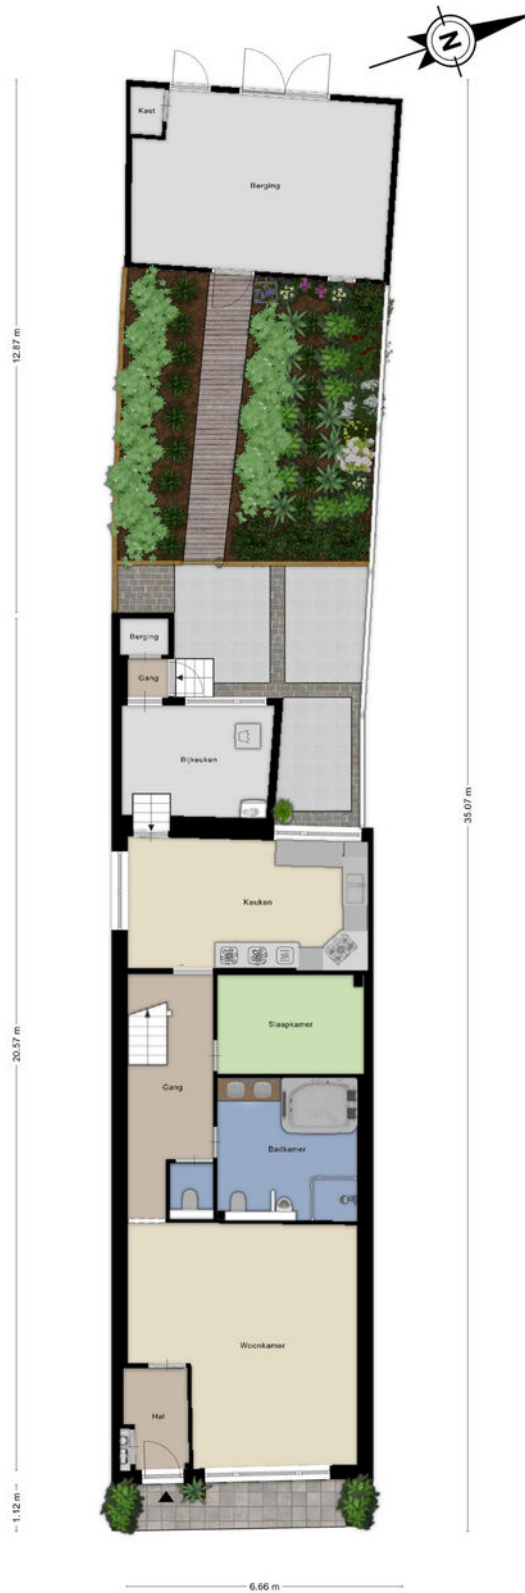 N
Kast
Berging
12.87 m
Berging
Gang
Bijkeuken
35.07 m
Keuken
Slaapkamer
20.57 m
Gang
Badkamer
Woonkamer
Hal
1.12 m
6.66 m